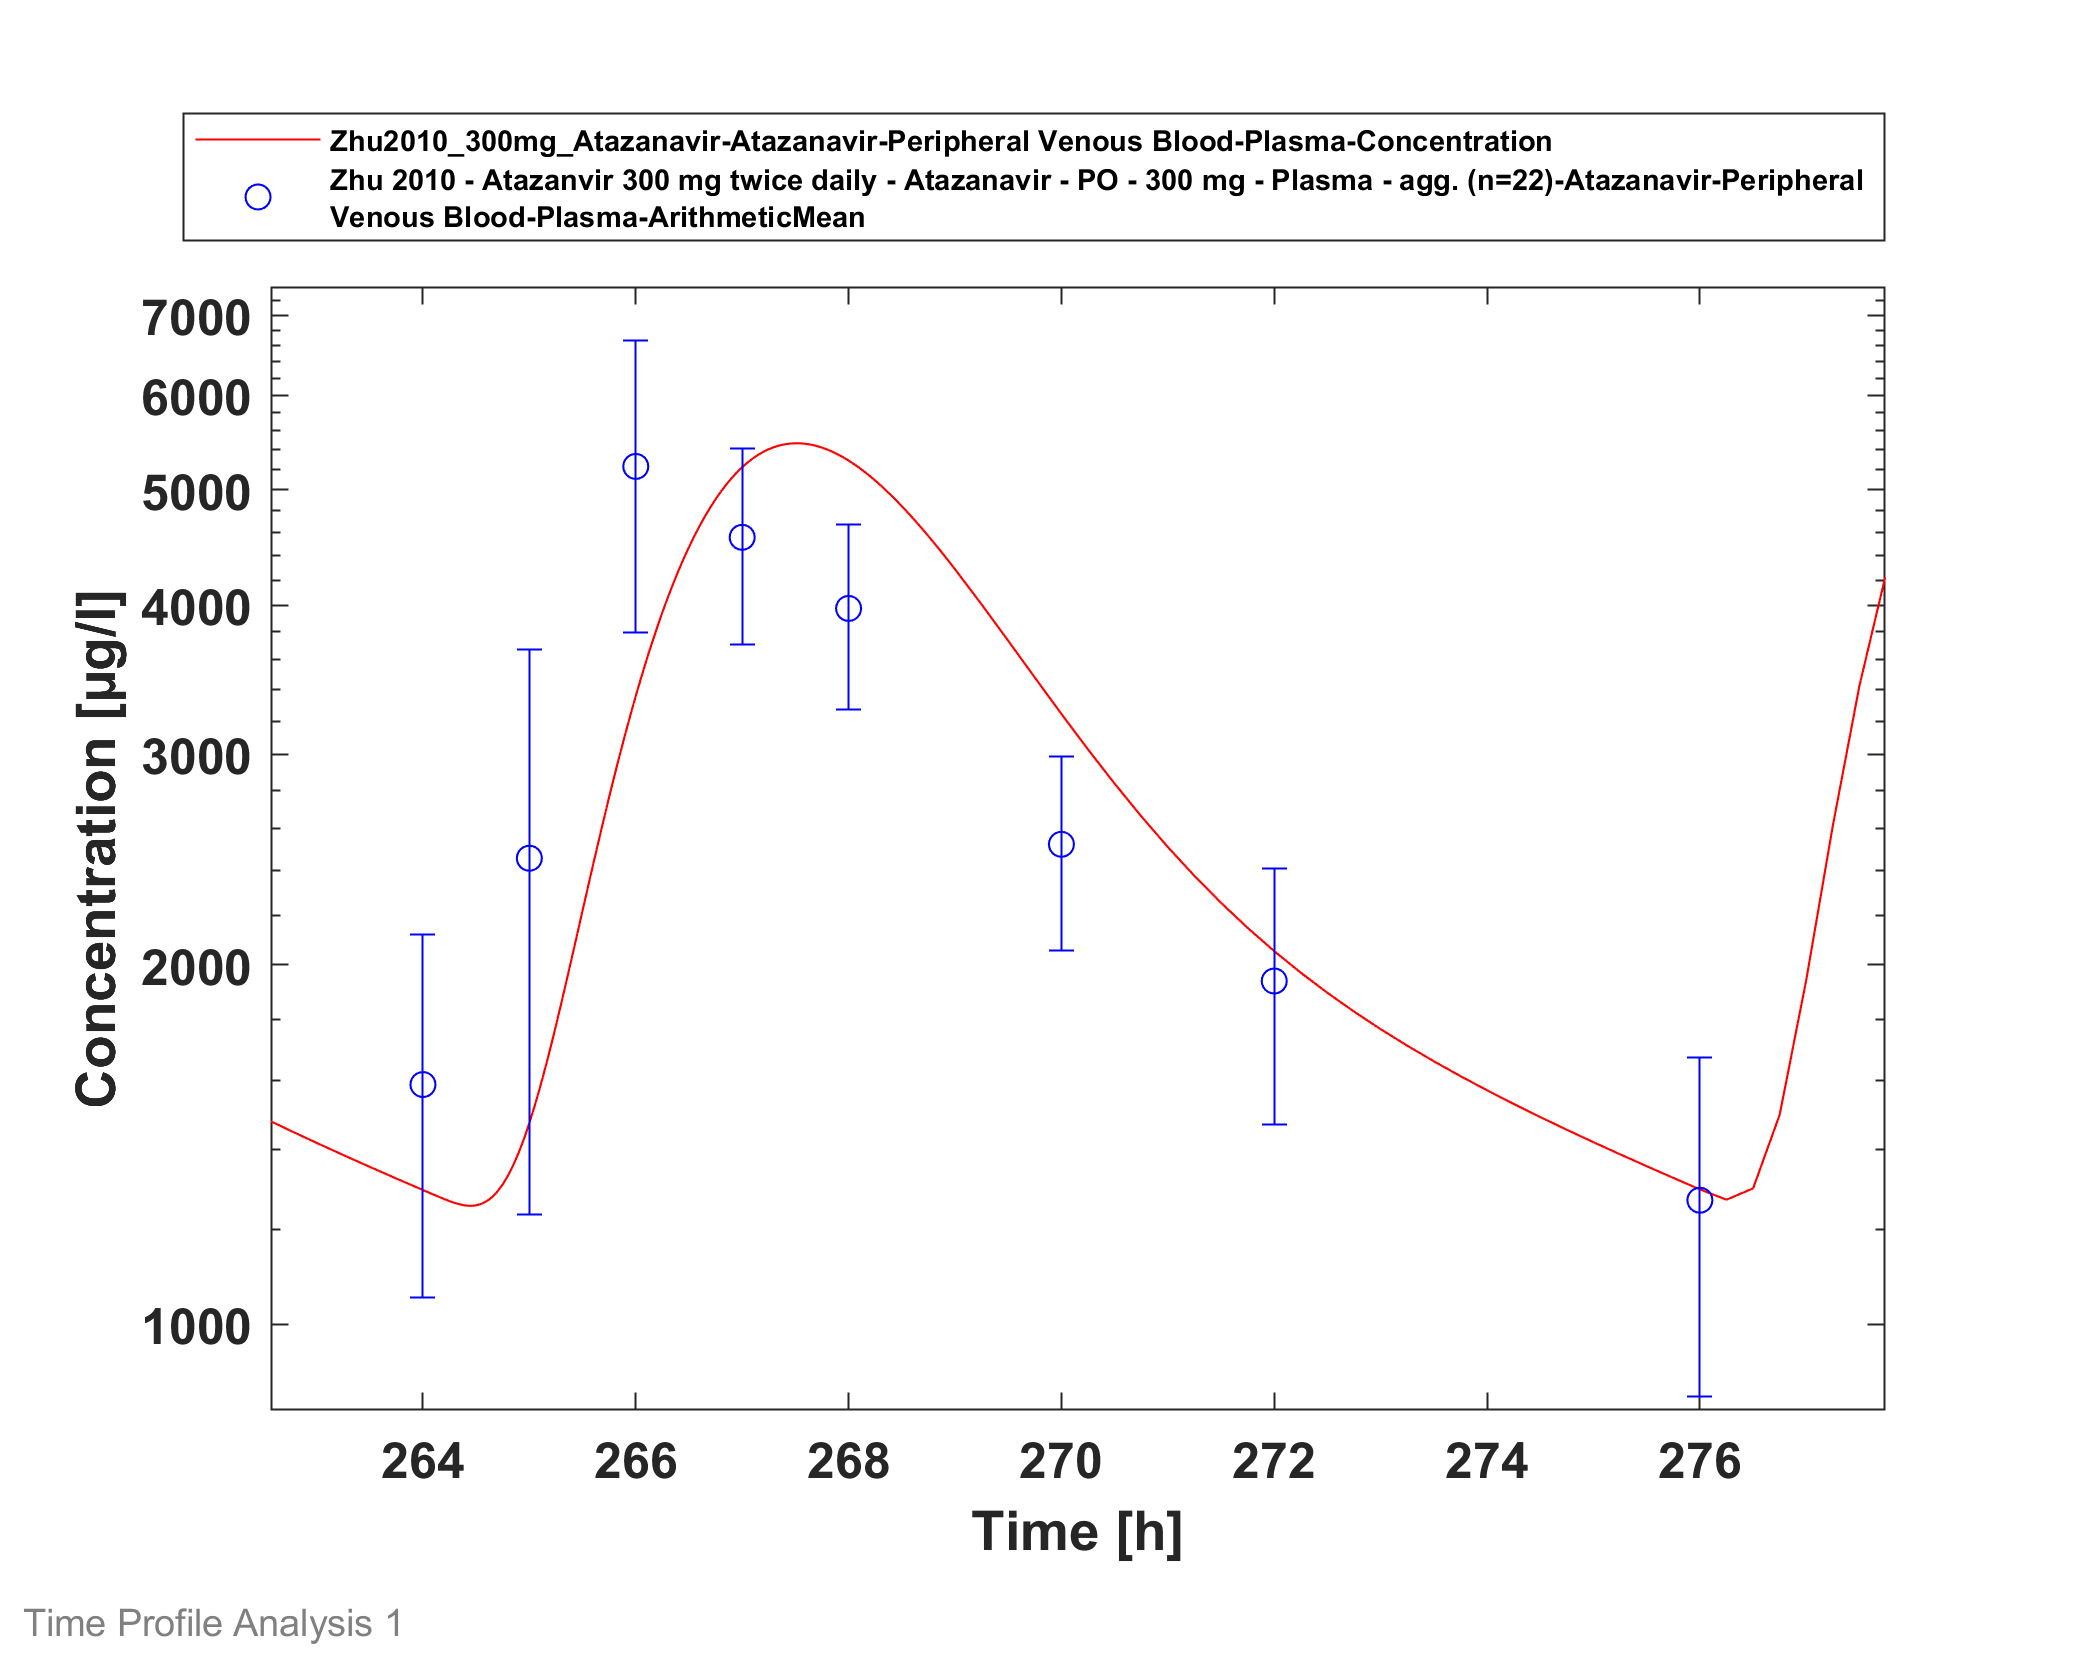 Zhu2010_300mg_Atazanavir-Atazanavir-Peripheral Venous Blood-Plasma-Concentration
Zhu 2010 - Atazanvir 300 mg twice daily - Atazanavir - PO - 300 mg - Plasma - agg. (n=22)-Atazanavir-Peripheral
Venous Blood-Plasma-ArithmeticMean
7000
6000
5000
4000
3000
2000
1000
Concentration [µg/l]
264 266 268 270 272 274 276
Time [h]
Time Profile Analysis 1